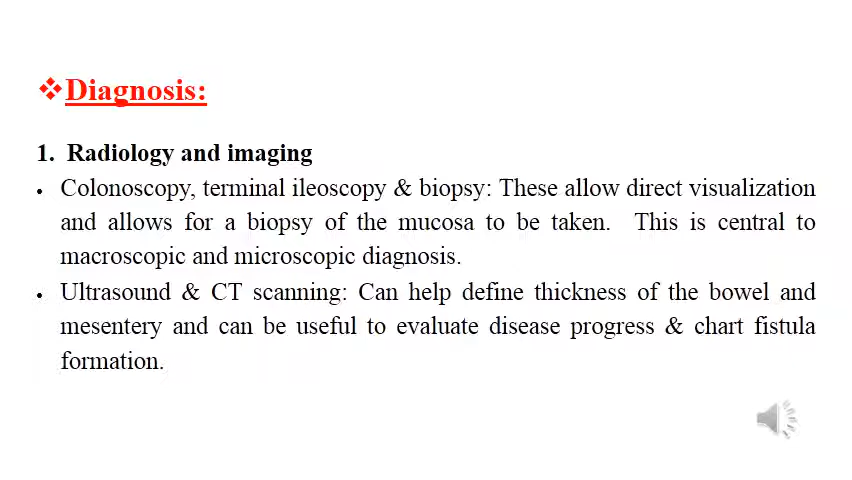 ❖Diagnosis:
1. Radiology and imaging
• Colonoscopy, terminal ileoscopy & biopsy: These allow direct visualization
and allows for a biopsy of the mucosa to be taken. This is central to
macroscopic and microscopic diagnosis.
• Ultrasound & CT scanning: Can help define thickness of the bowel and
mesentery and can be useful to evaluate disease progress & chart fistula
formation.